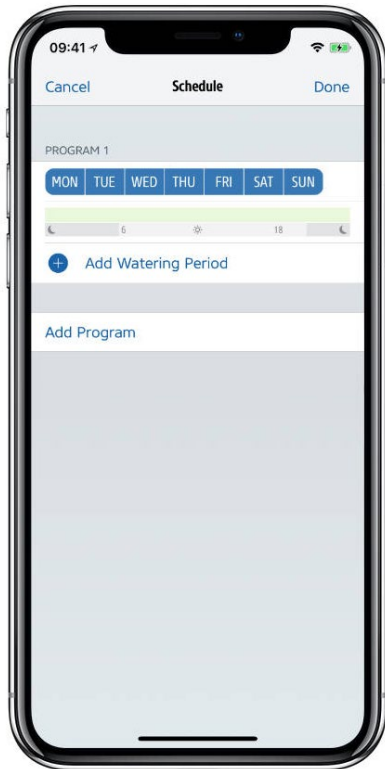 09:41
Cancel Schedule Done
PROGRAM 1
MON TUE WED THU FRI SAT SUN
6 18
Add Watering Period
Add Program